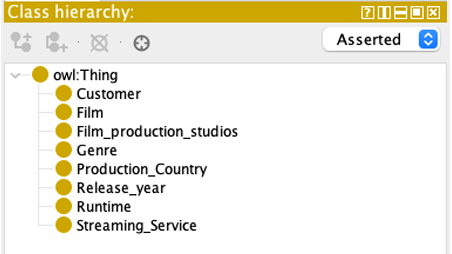 Class hierarchy:
Asserted
owl:Thing
Customer
Film
Film_production_studios
Genre
Production_Country
Release_year
Runtime
Streaming_Service